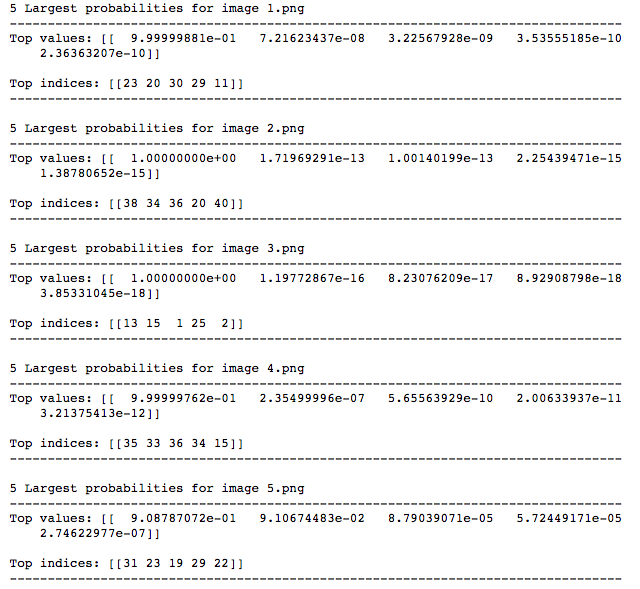 5 Largest probabilities for image 1.png
--------------------------------------------------------------------------------
Top values: [[  9.99999881e-01   7.21623437e-08   3.22567928e-09   3.53555185e-10
    2.36363207e-10]]
Top indices: [[23 20 30 29 11]]
--------------------------------------------------------------------------------
5 Largest probabilities for image 2.png
--------------------------------------------------------------------------------
Top values: [[  1.00000000e+00   1.71969291e-13   1.00140199e-13   2.25439471e-15
    1.38780652e-15]]
Top indices: [[38 34 36 20 40]]
--------------------------------------------------------------------------------
5 Largest probabilities for image 3.png
--------------------------------------------------------------------------------
Top values: [[  1.00000000e+00   1.19772867e-16   8.23076209e-17   8.92908798e-18
    3.85331045e-18]]
Top indices: [[13 15  1 25  2]]
--------------------------------------------------------------------------------
5 Largest probabilities for image 4.png
--------------------------------------------------------------------------------
Top values: [[  9.99999762e-01   2.35499996e-07   5.65563929e-10   2.00633937e-11
    3.21375413e-12]]
Top indices: [[35 33 36 34 15]]
--------------------------------------------------------------------------------
5 Largest probabilities for image 5.png
--------------------------------------------------------------------------------
Top values: [[  9.08787072e-01   9.10674483e-02   8.79039071e-05   5.72449171e-05
    2.74622977e-07]]
Top indices: [[31 23 19 29 22]]
--------------------------------------------------------------------------------